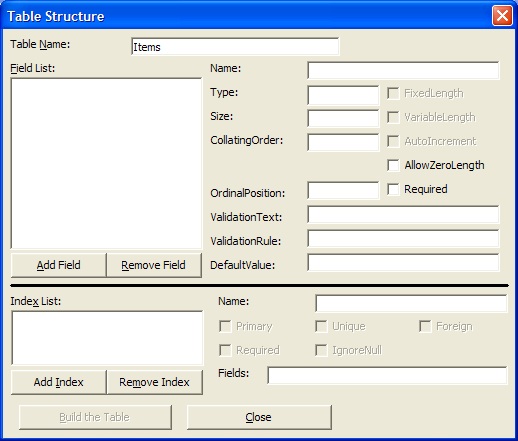 Table Structure
Table Name: Items
Field List:
Name:
Type: FixedLength
Size: VariableLength
CollatingOrder: AutoIncrement
AllowZeroLength
OrdinalPosition: Required
ValidationText:
ValidationRule:
Add Field Remove Field DefaultValue:
Index List:
Name:
Primary Unique Foreign
Required IgnoreNull
Add Index Remove Index Fields:
Build the Table Close